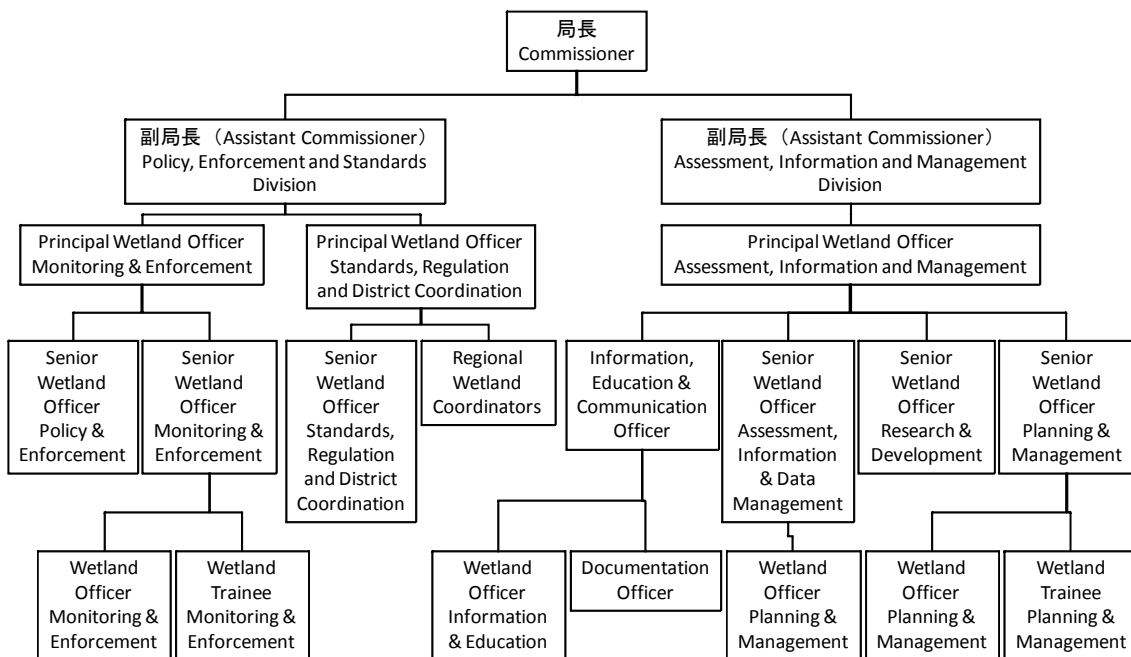 局長
Commissioner
副局長（Assistant Commissioner）
Policy, Enforcement and Standards
Division
副局長（Assistant Commissioner）
Assessment, Information and Management
Division
Principal Wetland Officer
Monitoring & Enforcement
Principal Wetland Officer
Standards, Regulation
and District Coordination
Principal Wetland Officer
Assessment, Information and Management
Senior
Wetland
Officer
Policy &
Enforcement
Senior
Wetland
Officer
Monitoring &
Enforcement
Senior
Wetland
Officer
Standards,
Regulation
and District
Coordination
Regional
Wetland
Coordinators
Information,
Education &
Communication
Officer
Senior
Wetland
Officer
Assessment,
Information
& Data
Management
Senior
Wetland
Officer
Research &
Development
Senior
Wetland
Officer
Planning &
Management
Wetland
Officer
Monitoring &
Enforcement
Wetland
Trainee
Monitoring &
Enforcement
Wetland
Officer
Information
& Education
Documentation
Officer
Wetland
Officer
Planning &
Management
Wetland
Officer
Planning &
Management
Wetland
Trainee
Planning &
Management